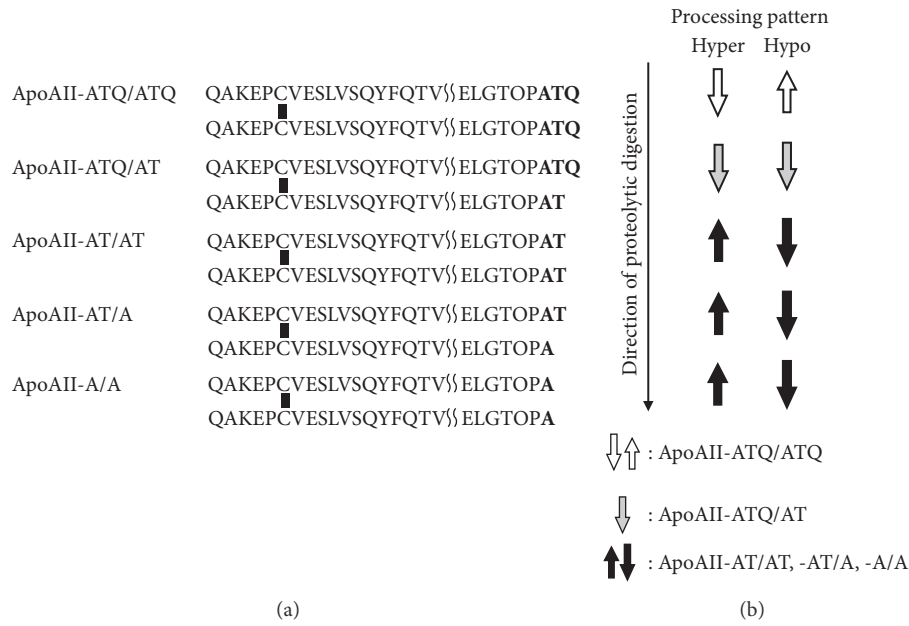 ApoAII-ATQ/ATQ QAKEPCVESLVSQYFQTV ELGTOPATQ
QAKEPCVESLVSQYFQTV ELGTOPATQ
ApoAII-ATQ/AT QAKEPCVESLVSQYFQTV ELGTOPATQ
QAKEPCVESLVSQYFQTV ELGTOPAT
ApoAII-AT/AT QAKEPCVESLVSQYFQTV ELGTOPAT
QAKEPCVESLVSQYFQTV ELGTOPAT
ApoAII-AT/A QAKEPCVESLVSQYFQTV ELGTOPAT
QAKEPCVESLVSQYFQTV ELGTOPA
ApoAII-A/A QAKEPCVESLVSQYFQTV ELGTOPA
QAKEPCVESLVSQYFQTV ELGTOPA
(a)
Processing pattern
Hyper Hypo
Direction of proteolytic digestion
: ApoAII-ATQ/ATQ
: ApoAII-ATQ/AT
: ApoAII-AT/AT, -AT/A, -A/A
(b)